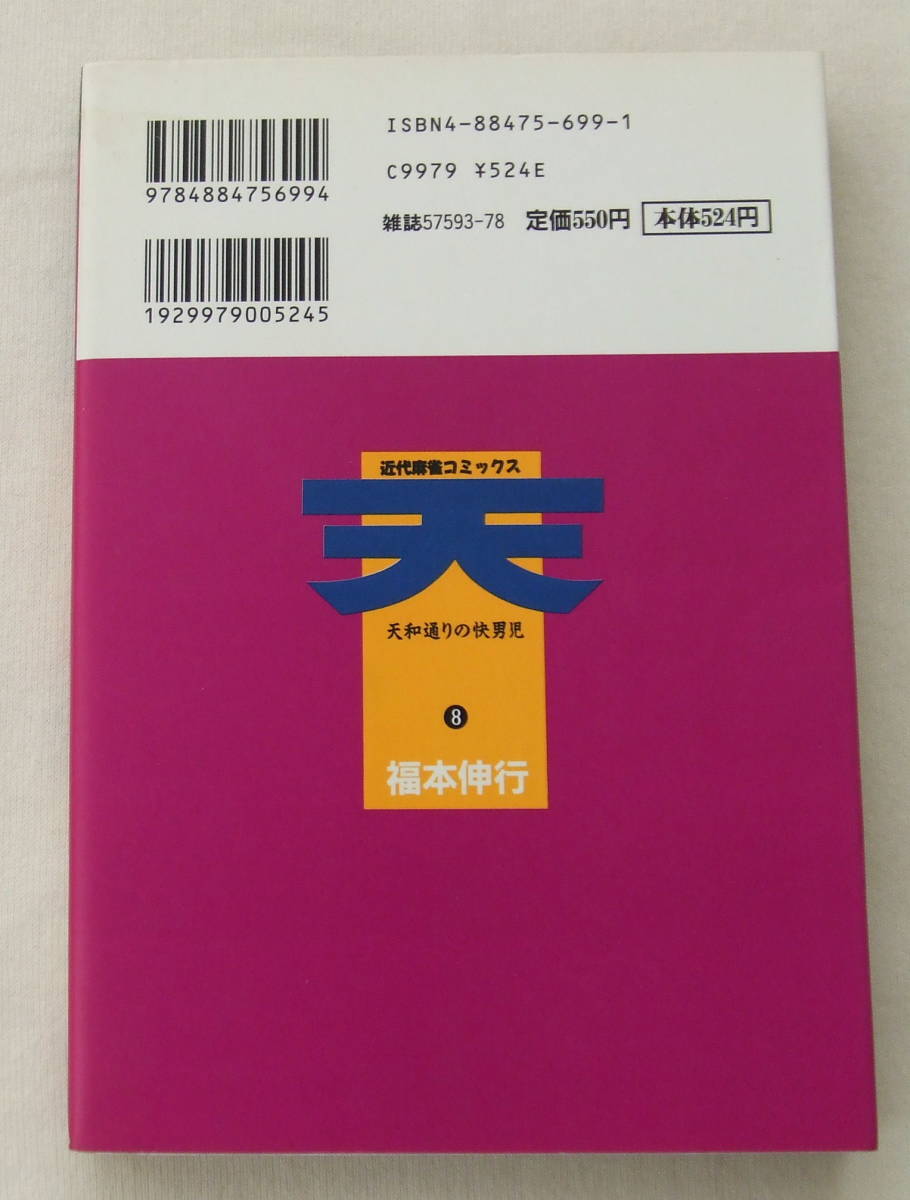 ISBN4-88475-699-1
9784884756994
C9979 ¥524E
雑誌57593-78 定価550円 本体524円
1929979005245
近代麻雀コミックス
天
天和通りの快男児
8
福本伸行